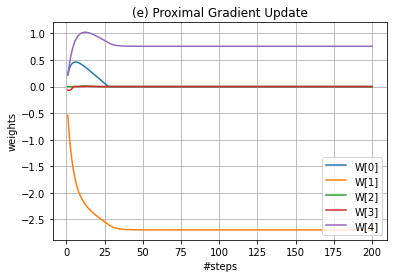 (e) Proximal Gradient Update
weights
1.0
0.5
0.0
−0.5
−1.0
−1.5
−2.0
−2.5
W[0]
W[1]
W[2]
W[3]
W[4]
0 25 50 75 100 125 150 175 200
#steps